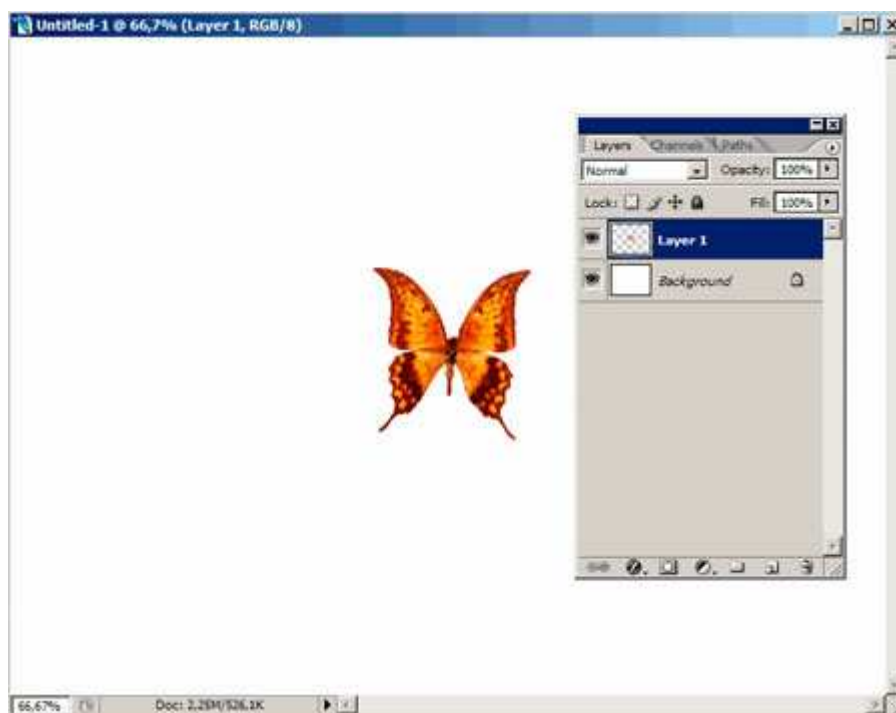 Untitled-1 @ 66,7% (Layer 1, RGB/8)
Layers Channels Paths
Normal Opacity: 100%
Lock: Fill: 100%
Layer 1
Background
66,67% Doc: 2,25M/526,1K